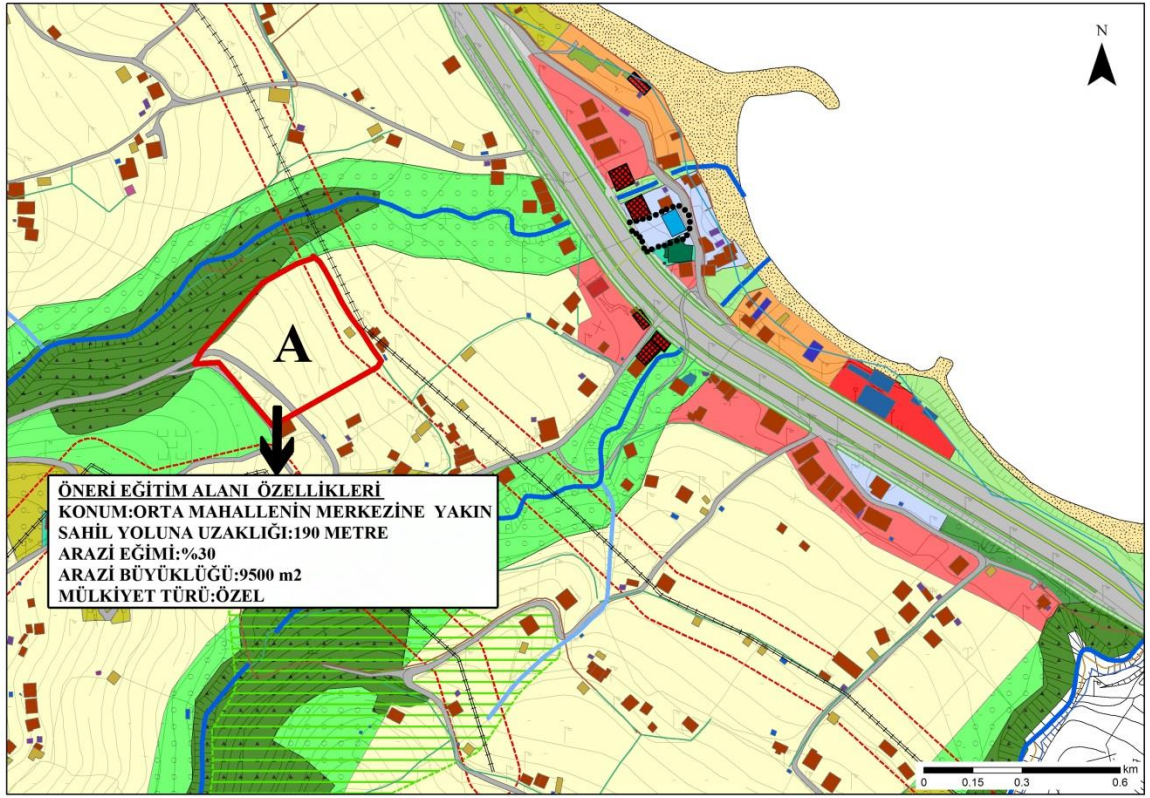 N
A
ÖNERİ EĞİTİM ALANI ÖZELLİKLERİ
KONUM:ORTA MAHALLENİN MERKEZİNE YAKIN
SAHİL YOLUNA UZAKLIĞI:190 METRE
ARAZİ EĞİMİ:%30
ARAZİ BÜYÜKLÜĞÜ:9500 m2
MÜLKİYET TÜRÜ:ÖZEL
km
0 0.15 0.3 0.6